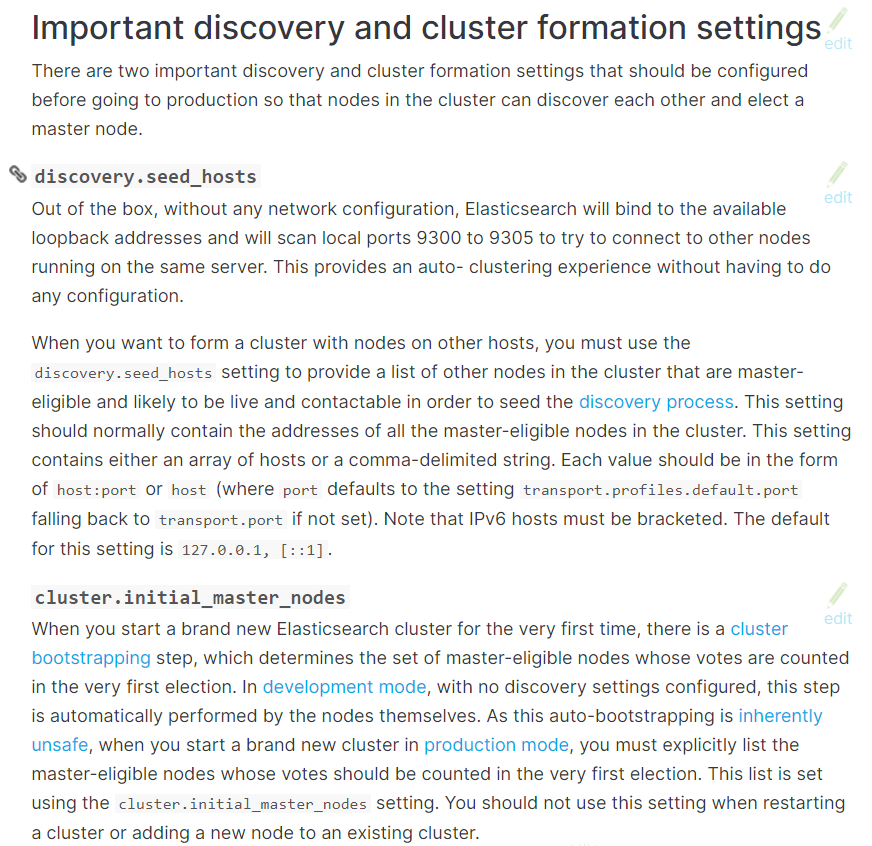 Important discovery and cluster formation settings
edit
There are two important discovery and cluster formation settings that should be configured
before going to production so that nodes in the cluster can discover each other and elect a
master node.
discovery.seed_hosts
edit
Out of the box, without any network configuration, Elasticsearch will bind to the available
loopback addresses and will scan local ports 9300 to 9305 to try to connect to other nodes
running on the same server. This provides an auto- clustering experience without having to do
any configuration.
When you want to form a cluster with nodes on other hosts, you must use the
discovery.seed_hosts setting to provide a list of other nodes in the cluster that are master-
eligible and likely to be live and contactable in order to seed the discovery process. This setting
should normally contain the addresses of all the master-eligible nodes in the cluster. This setting
contains either an array of hosts or a comma-delimited string. Each value should be in the form
of host:port or host (where port defaults to the setting transport.profiles.default.port
falling back to transport.port if not set). Note that IPv6 hosts must be bracketed. The default
for this setting is 127.0.0.1, [::1].
cluster.initial_master_nodes
edit
When you start a brand new Elasticsearch cluster for the very first time, there is a cluster
bootstrapping step, which determines the set of master-eligible nodes whose votes are counted
in the very first election. In development mode, with no discovery settings configured, this step
is automatically performed by the nodes themselves. As this auto-bootstrapping is inherently
unsafe, when you start a brand new cluster in production mode, you must explicitly list the
master-eligible nodes whose votes should be counted in the very first election. This list is set
using the cluster.initial_master_nodes setting. You should not use this setting when restarting
a cluster or adding a new node to an existing cluster.